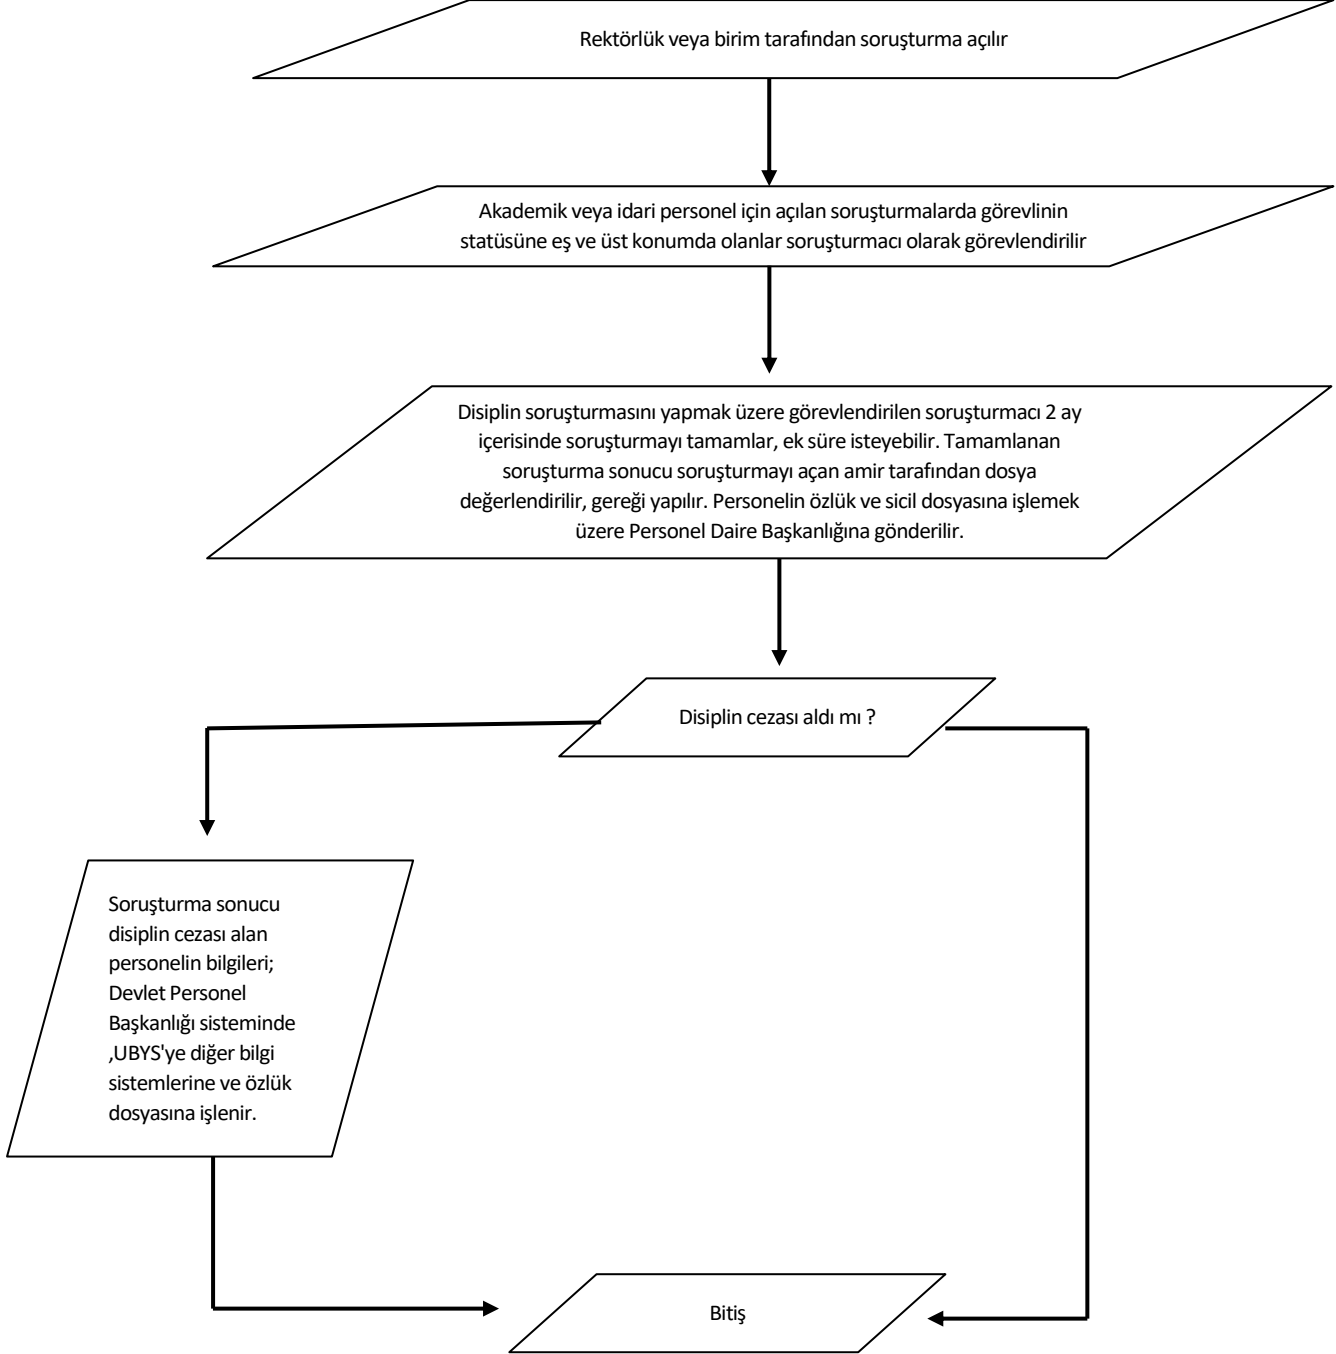 Rektörlük veya birim tarafından soruşturma açılır
Akademik veya idari personel için açılan soruşturmalarda görevlinin
statüsüne eş ve üst konumda olanlar soruşturmacı olarak görevlendirilir
Disiplin soruşturmasını yapmak üzere görevlendirilen soruşturmacı 2 ay
içerisinde soruşturmayı tamamlar, ek süre isteyebilir. Tamamlanan
soruşturma sonucu soruşturmayı açan amir tarafından dosya
değerlendirilir, gereği yapılır. Personelin özlük ve sicil dosyasına işlemek
üzere Personel Daire Başkanlığına gönderilir.
Disiplin cezası aldı mı ?
Soruşturma sonucu
disiplin cezası alan
personelin bilgileri;
Devlet Personel
Başkanlığı sisteminde
,UBYS'ye diğer bilgi
sistemlerine ve özlük
dosyasına işlenir.
Bitiş